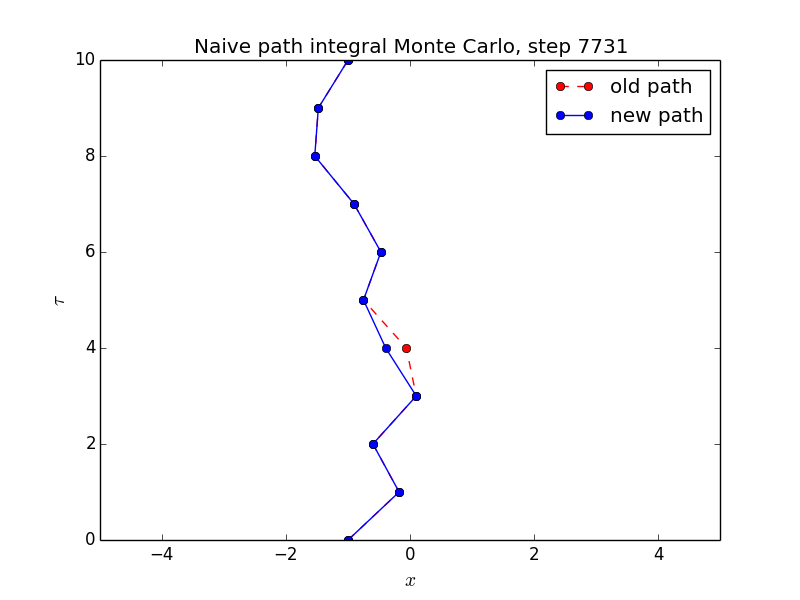 Naive path integral Monte Carlo, step 7731
10
old path
new path
8
6
τ
4
2
0
−4 −2 0 2 4
x